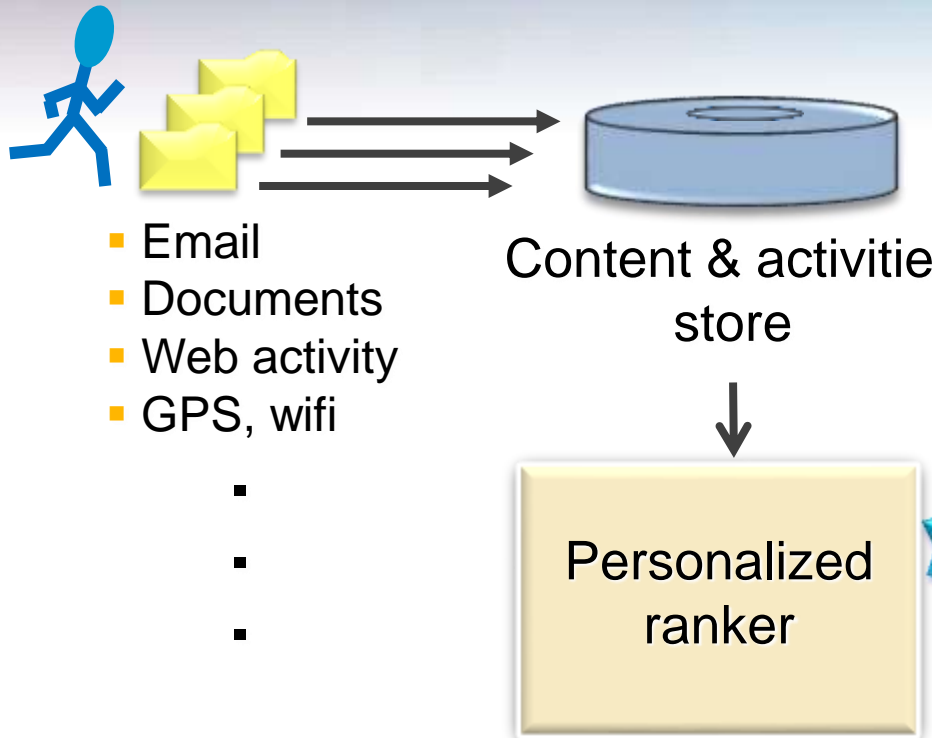 Email
Documents
Web activity
GPS, wifi
Content & activitie
store
Personalized
ranker